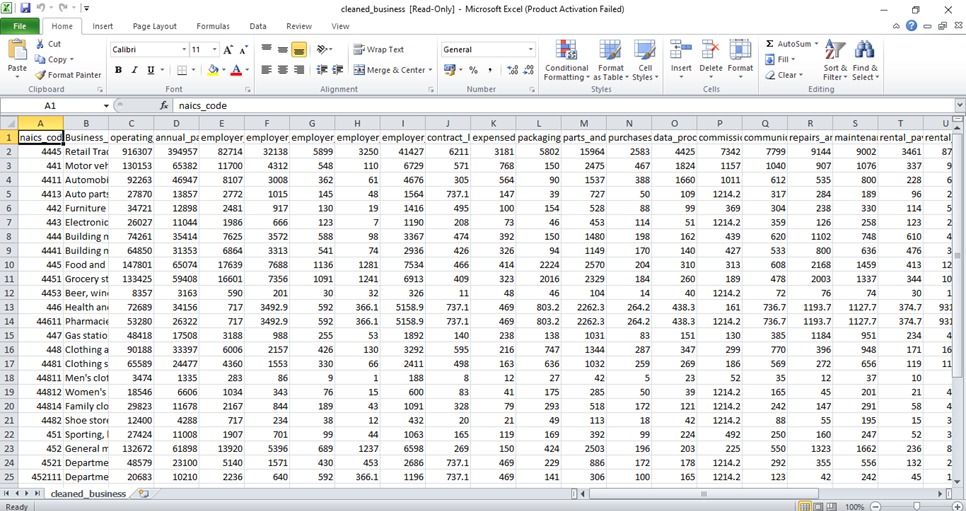 cleaned_business [Read-Only] - Microsoft Excel (Product Activation Failed)
File Home Insert Page Layout Formulas Data Review View
Cut
Copy
Format Painter
Paste
Clipboard
Calibri 11
B I U
Font
Wrap Text
Merge & Center
Alignment
General
$ % ,
Number
Conditional Formatting
Format as Table
Cell Styles
Styles
Insert Delete Format
Cells
Σ AutoSum
Fill
Clear
Sort & Filter
Find & Select
Editing
A1 fx naics_code
A B C D E F G H I J K L M N O P Q R S T U
1 naics_cod Business_ operating annual_pa employer employer employer employer employer contract_l expensed packaging parts_and purchases data_proc commissio communi repairs_ar maintenar rental_pa rental
2 4445 Retail Trac 916307 394957 82714 32138 5899 3250 41427 6211 3181 5802 15964 2583 4425 7342 7799 9144 9002 3461 87
3 441 Motor veh 130153 65382 11700 4312 548 110 6729 571 768 150 2475 467 1824 1157 1040 907 1076 337 9
4 4411 Automobi 92263 46947 8107 3008 362 61 4676 305 564 90 1537 388 1660 1011 612 535 800 228 6
5 4413 Auto parts 27870 13857 2772 1015 145 48 1564 737.1 147 39 727 50 109 1214.2 317 284 189 96 2
6 442 Furniture 34721 12898 2481 917 130 19 1416 495 100 154 528 88 99 369 304 238 330 114 5
7 443 Electronic 26027 11044 1986 666 123 7 1190 208 73 46 453 114 51 1214.2 359 126 258 123 2
8 444 Building n 74261 35414 7625 3572 588 98 3367 474 392 150 1480 198 162 439 620 1102 748 610 4
9 4441 Building n 64850 31353 6864 3313 541 74 2936 426 326 94 1149 170 140 427 533 800 636 476 3
10 445 Food and 147801 65074 17639 7688 1136 1281 7534 466 414 2224 2570 204 310 313 608 2168 1459 413 12
11 4451 Grocery st 133425 59408 16601 7356 1091 1241 6913 409 323 2016 2329 184 260 189 478 2003 1337 344 10
12 4453 Beer, wine 8357 3163 590 201 30 32 326 11 48 46 104 14 40 1214.2 72 76 74 30 1
13 446 Health an 72689 34156 717 3492.9 592 366.1 5158.9 737.1 469 803.2 2262.3 264.2 438.3 161 736.7 1193.7 1127.7 374.7 931
14 44611 Pharmacie 53280 26322 717 3492.9 592 366.1 5158.9 737.1 469 803.2 2262.3 264.2 438.3 1214.2 736.7 1193.7 1127.7 374.7 931
15 447 Gas statio 48418 17508 3188 988 255 53 1892 140 238 138 1031 83 151 130 385 1184 951 234 4
16 448 Clothing a 90188 33397 6006 2157 426 130 3292 595 216 747 1344 287 347 299 770 396 948 171 16
17 4481 Clothing s 65589 24477 4360 1553 330 66 2411 498 163 636 1032 259 269 186 569 272 656 119 11
18 44811 Men's clot 3474 1335 283 86 9 1 188 8 12 27 42 5 23 52 35 12 37 10
19 44812 Women's 18546 6606 1034 343 76 15 600 83 41 175 285 50 39 1214.2 165 45 201 21 4
20 44814 Family clo 29823 11678 2167 844 189 43 1091 328 79 293 518 172 121 1214.2 242 147 291 58 4
21 4482 Shoe store 12400 4288 717 234 38 12 432 20 21 49 113 18 42 1214.2 88 55 195 15 3
22 451 Sporting, 27424 11008 1907 701 99 44 1063 165 119 169 392 99 224 492 250 160 247 52 3
23 452 General m 132672 61898 13920 5396 689 1237 6598 269 150 424 2503 196 203 225 550 1323 1662 236 8
24 4521 Departme 48579 23100 5140 1571 430 453 2686 737.1 469 229 886 172 178 1214.2 292 355 556 132 2
25 452111 Departme 20683 10210 2236 640 592 366.1 1196 737.1 469 141 306 100 165 1214.2 123 42 242 45 1
cleaned_business
Ready 100%